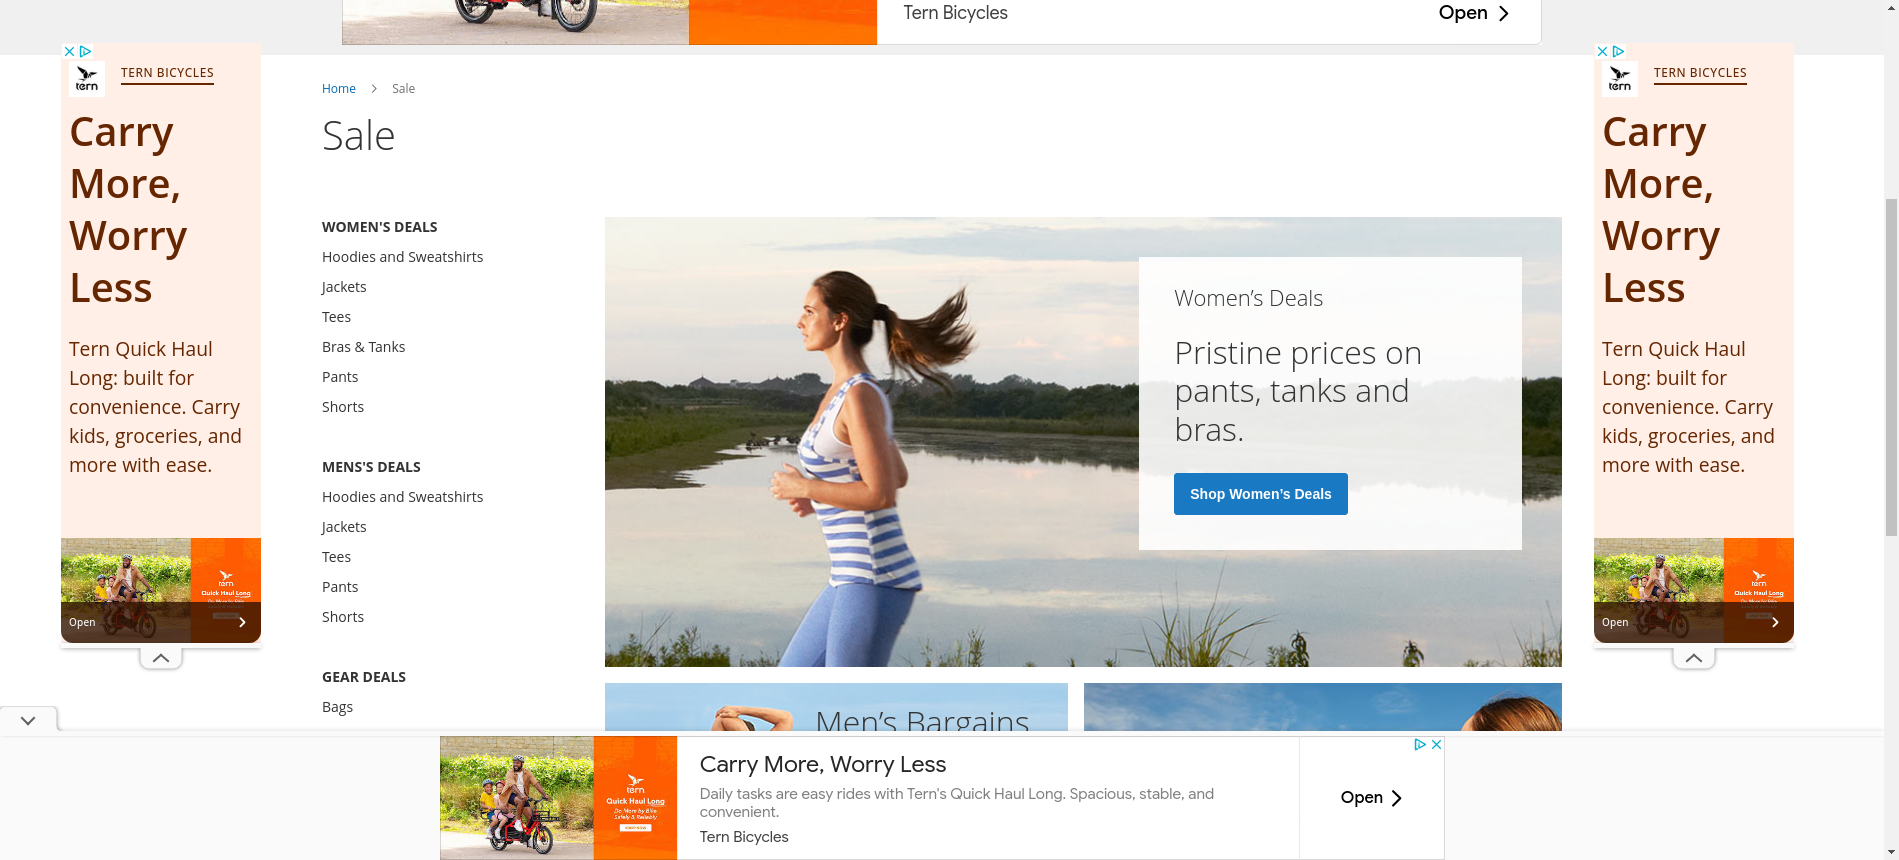 Tern Bicycles
Open
tern
TERN BICYCLES
Carry
More,
Worry
Less
Tern Quick Haul
Long: built for
convenience. Carry
kids, groceries, and
more with ease.
tern
Quick Haul Long
Open
Home
Sale
Sale
WOMEN'S DEALS
Hoodies and Sweatshirts
Jackets
Tees
Bras & Tanks
Pants
Shorts
MENS'S DEALS
Hoodies and Sweatshirts
Jackets
Tees
Pants
Shorts
GEAR DEALS
Bags
Women’s Deals
Pristine prices on
pants, tanks and
bras.
Shop Women’s Deals
Men’s Bargains
tern
TERN BICYCLES
Carry
More,
Worry
Less
Tern Quick Haul
Long: built for
convenience. Carry
kids, groceries, and
more with ease.
tern
Quick Haul Long
Open
tern
Quick Haul Long
Do More by Bike
Safely & Reliably
Carry More, Worry Less
Daily tasks are easy rides with Tern's Quick Haul Long. Spacious, stable, and
convenient.
Tern Bicycles
Open